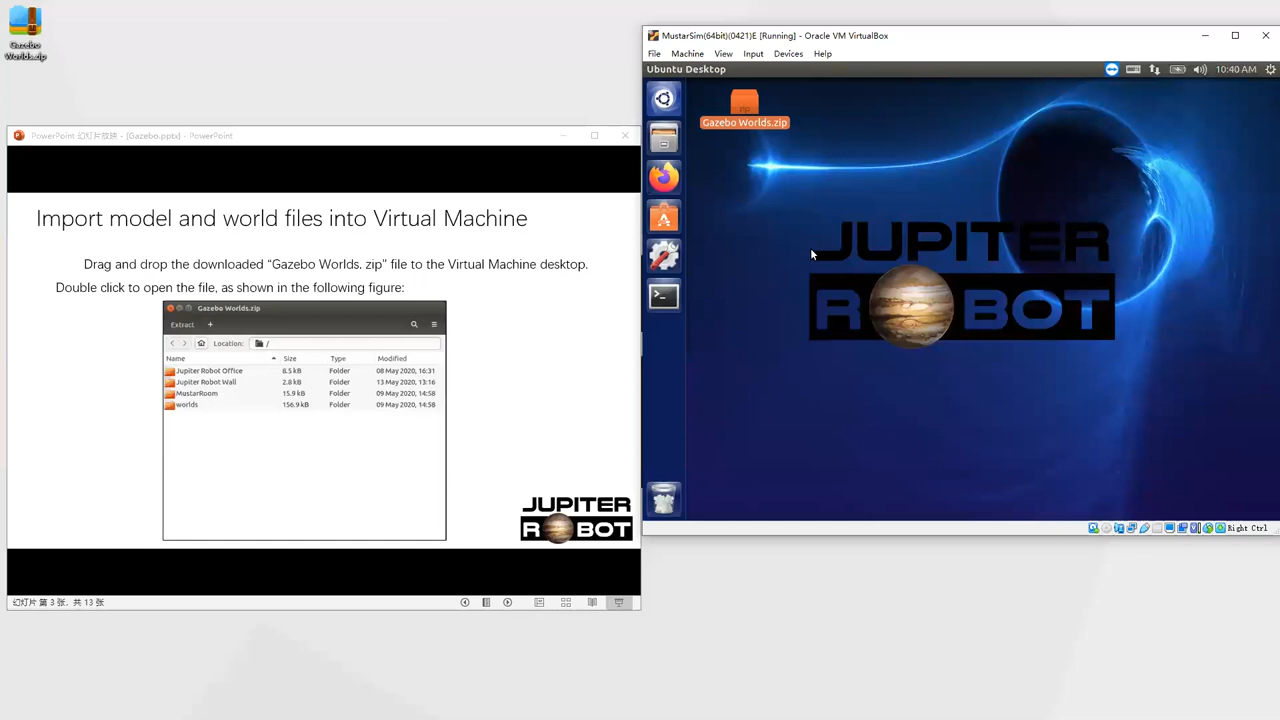 Gazebo
Worlds.zip
PowerPoint 幻灯片放映 - [Gazebo.pptx] - PowerPoint
Import model and world files into Virtual Machine
Drag and drop the downloaded “Gazebo Worlds. zip” file to the Virtual Machine desktop.
Double click to open the file, as shown in the following figure:
Gazebo Worlds.zip
Extract +
Location: /
Name Size Type Modified
Jupiter Robot Office 8.5 kB Folder 08 May 2020, 16:31
Jupiter Robot Wall 2.8 kB Folder 13 May 2020, 13:16
MustarRoom 15.9 kB Folder 09 May 2020, 14:58
worlds 156.9 kB Folder 09 May 2020, 14:58
JUPITER
ROBOT
幻灯片 第 3 张，共 13 张
MustarSim(64bit)(0421)E [Running] - Oracle VM VirtualBox
File Machine View Input Devices Help
Ubuntu Desktop 10:40 AM
zip
Gazebo Worlds.zip
JUPITER
ROBOT
Right Ctrl